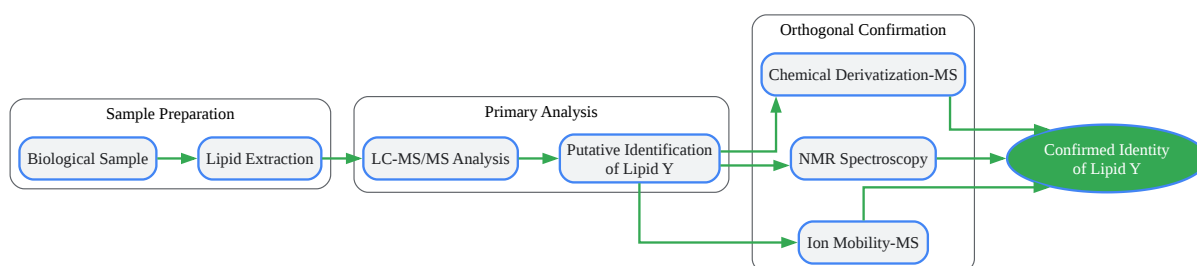 Sample Preparation
Biological Sample
Lipid Extraction
Primary Analysis
LC-MS/MS Analysis
Putative Identification
of Lipid Y
Orthogonal Confirmation
Chemical Derivatization-MS
NMR Spectroscopy
Ion Mobility-MS
Confirmed Identity
of Lipid Y